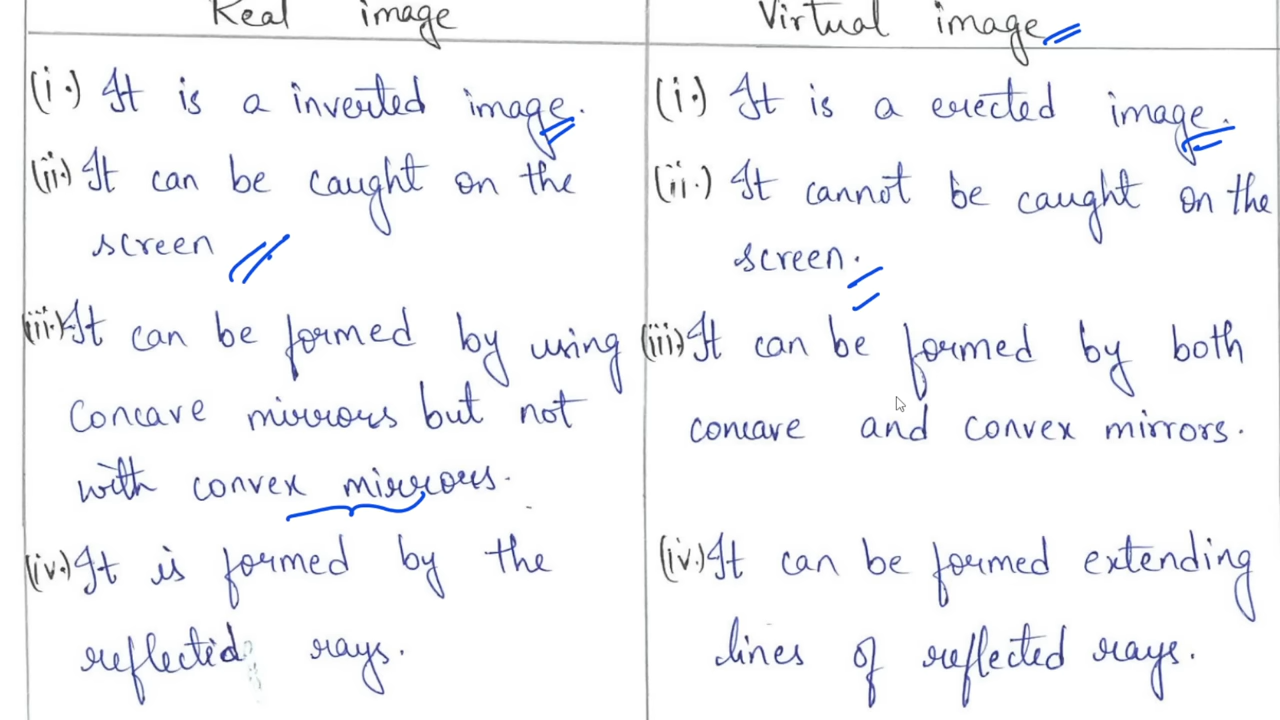 Real image
(i.) It is a inverted image.
(ii.) It can be caught on the
screen
(iii.) It can be formed by using
concave mirrors but not
with convex mirrors.
(iv.) It is formed by the
reflected rays.
Virtual image
(i.) It is a erected image.
(ii.) It cannot be caught on the
screen.
(iii) It can be formed by both
concave and convex mirrors.
(iv.) It can be formed extending
lines of reflected rays.